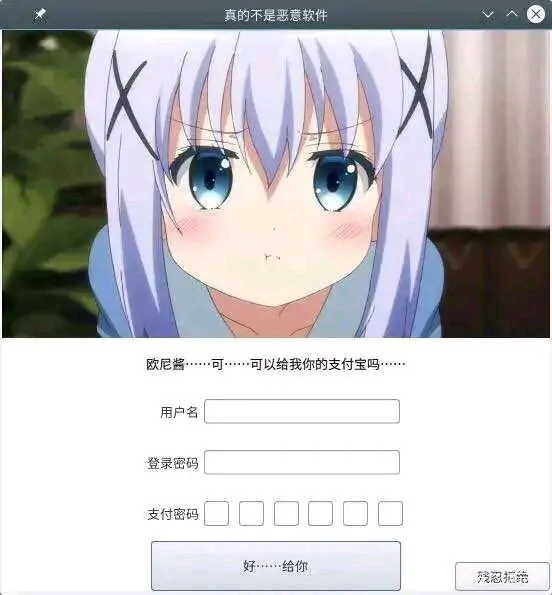 真的不是恶意软件
欧尼酱……可……可以给我你的支付宝吗……
用户名
登录密码
支付密码
好……给你
残忍拒绝